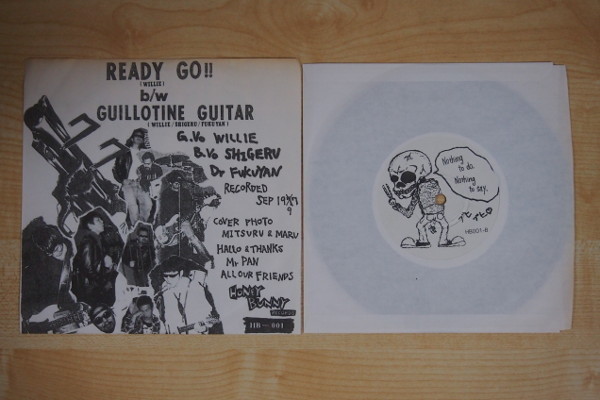 READY GO!!
(WILLIE)
b/w
GUILLOTINE GUITAR
(WILLIE/SHIGERU/FUKUYAN)
G.Vo WILLIE
B.Vo SHIGERU
Dr FUKUYAN
RECORDED
SEP
9
COVER PHOTO
MITSURU & MARU
HALLO & THANKS
Mr PAN
ALL OUR FRIENDS
HONEY
BUNNY
RECORDS
HB-001
Nothing
to do.
Nothing
to say.
HB001-B